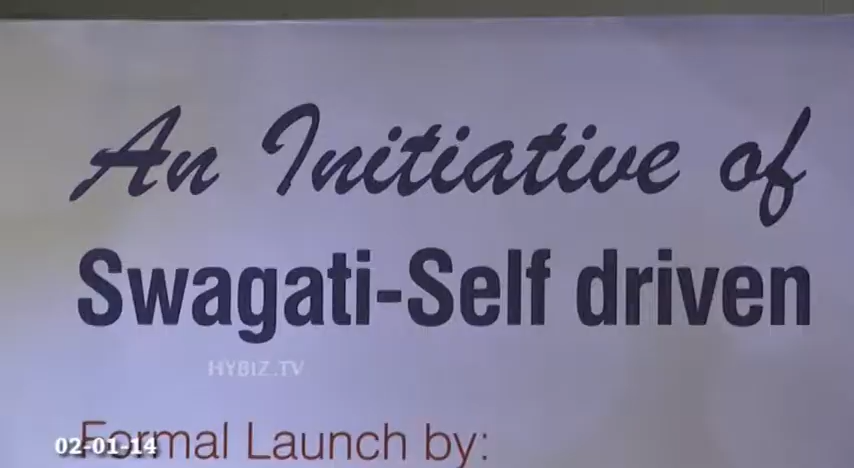 An Initiative of
Swagati-Self driven
HYBIZ.TV
Formal Launch by:
02-01-14